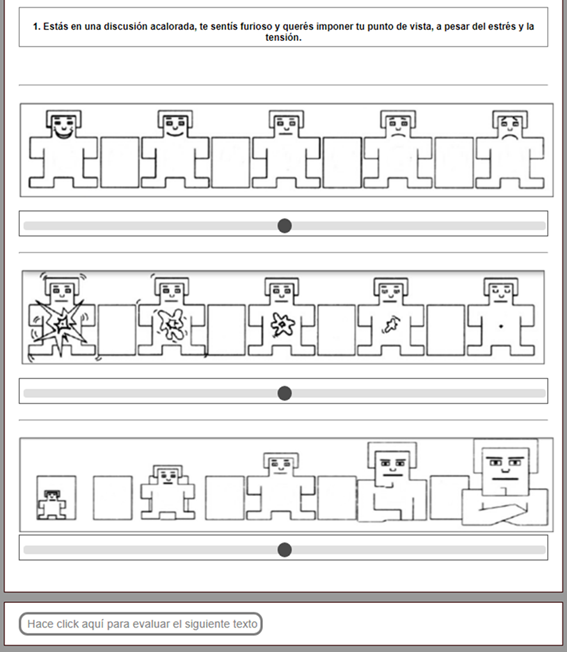 1. Estás en una discusión acalorada, te sentís furioso y querés imponer tu punto de vista, a pesar del estrés y la
tensión.
Hace click aquí para evaluar el siguiente texto